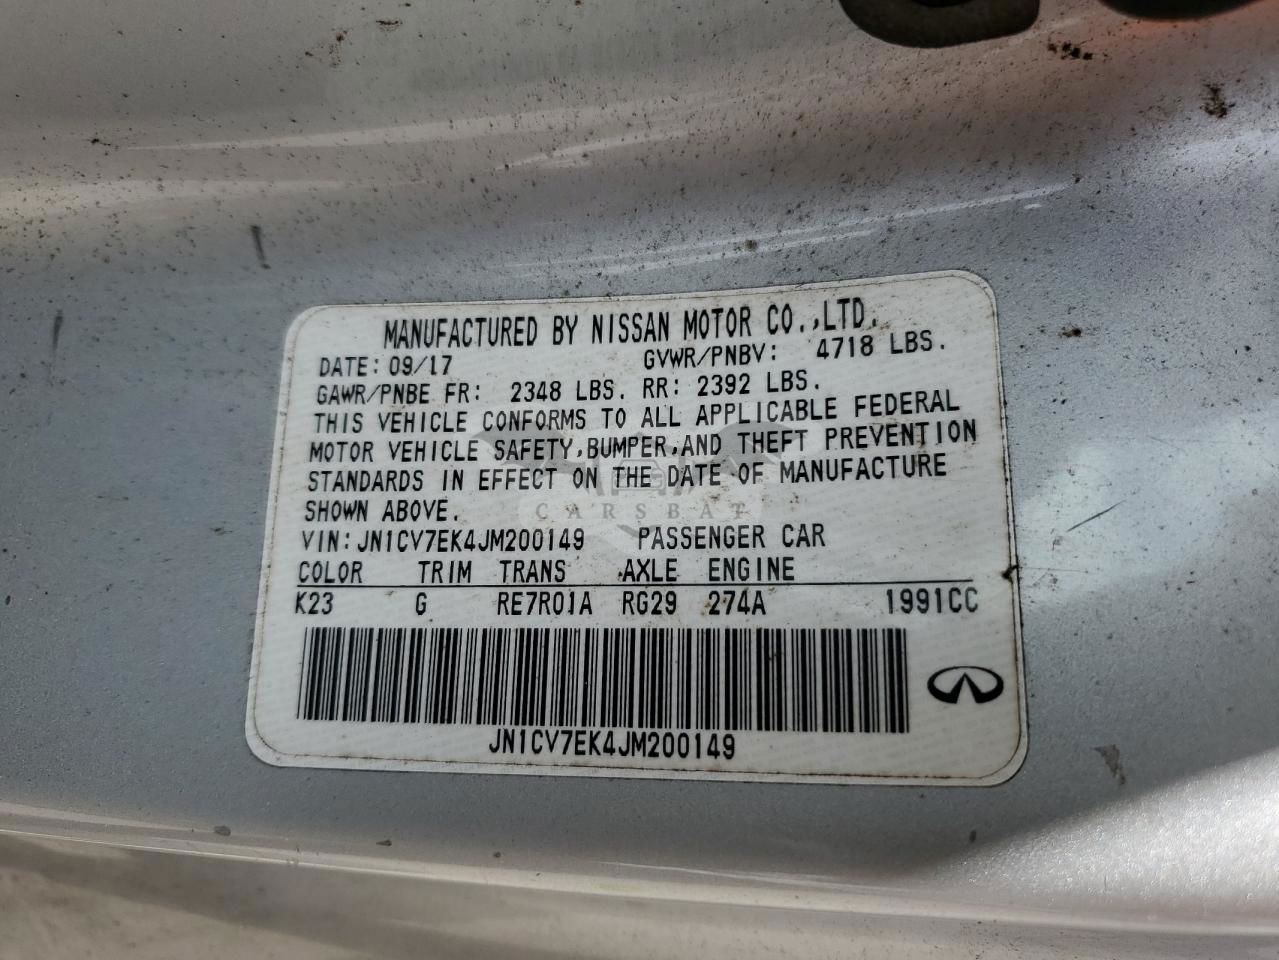 MANUFACTURED BY NISSAN MOTOR CO.,LTD.
DATE: 09/17 GVWR/PNBV: 4718 LBS.
GAWR/PNBE FR: 2348 LBS. RR: 2392 LBS.
THIS VEHICLE CONFORMS TO ALL APPLICABLE FEDERAL
MOTOR VEHICLE SAFETY,BUMPER,AND THEFT PREVENTION
STANDARDS IN EFFECT ON THE DATE OF MANUFACTURE
SHOWN ABOVE.
CARSBAT
VIN: JN1CV7EK4JM200149 PASSENGER CAR
COLOR TRIM TRANS AXLE ENGINE
K23 G RE7R01A RG29 274A 1991CC
JN1CV7EK4JM200149